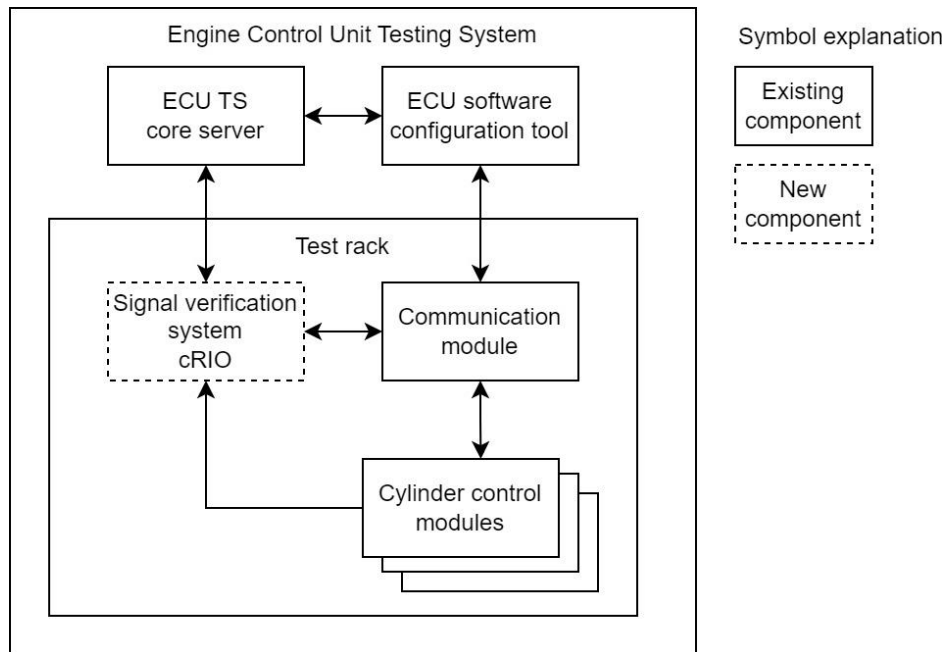 Engine Control Unit Testing System
ECU TS
core server
ECU software
configuration tool
Test rack
Signal verification
system
cRIO
Communication
module
Cylinder control
modules
Symbol explanation
Existing
component
New
component